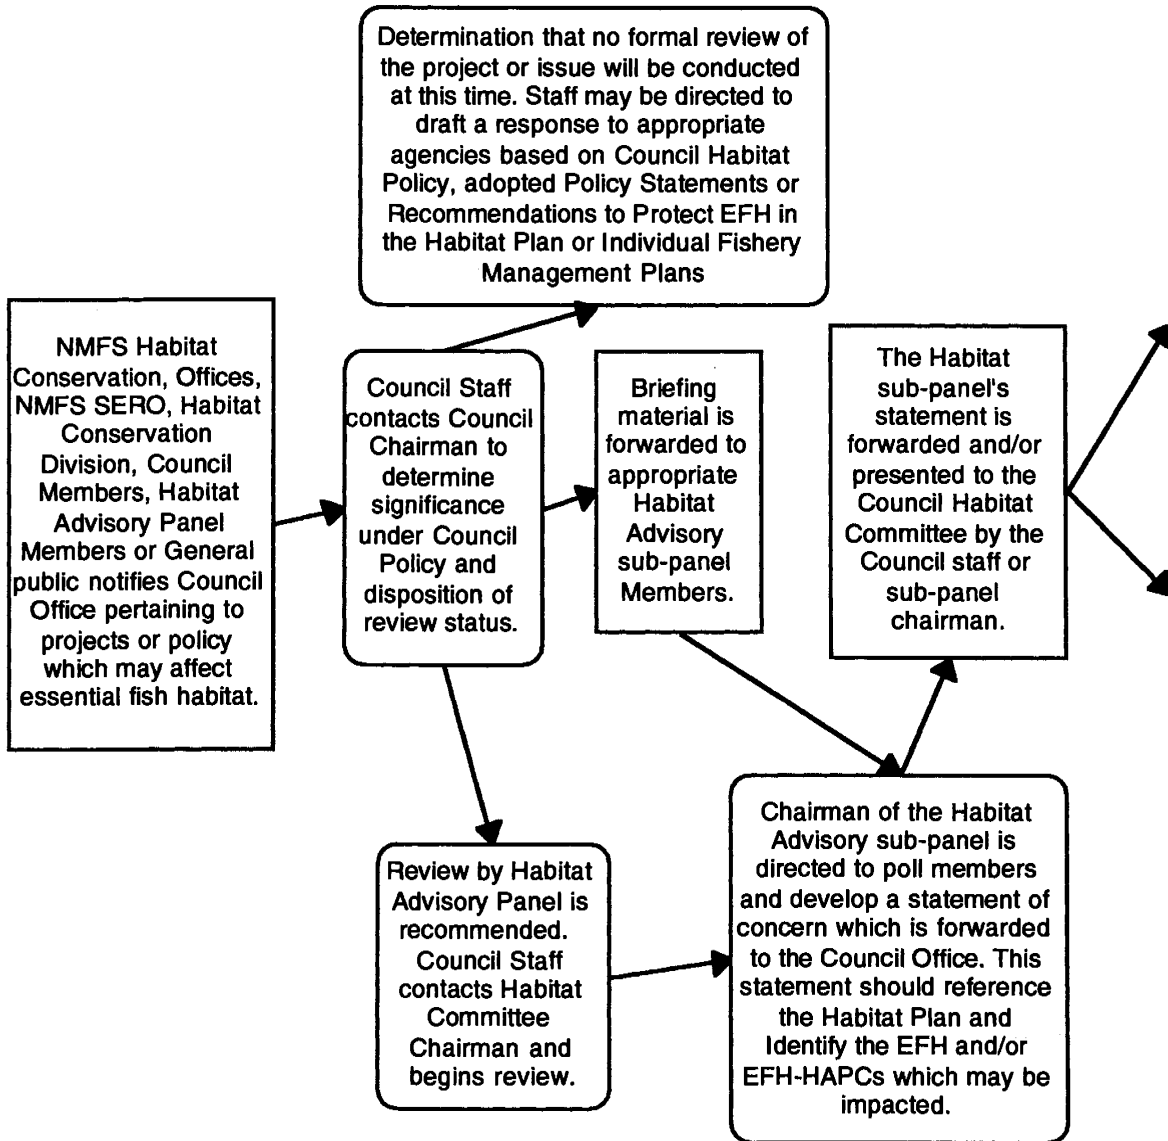 Determination that no formal review of
the project or issue will be conducted
at this time. Staff may be directed to
draft a response to appropriate
agencies based on Council Habitat
Policy, adopted Policy Statements or
Recommendations to Protect EFH in
the Habitat Plan or Individual Fishery
Management Plans
NMFS Habitat
Conservation, Offices,
NMFS SERO, Habitat
Conservation
Division, Council
Members, Habitat
Advisory Panel
Members or General
public notifies Council
Office pertaining to
projects or policy
which may affect
essential fish habitat.
Council Staff
contacts Council
Chairman to
determine
significance
under Council
Policy and
disposition of
review status.
Briefing
material is
forwarded to
appropriate
Habitat
Advisory
sub-panel
Members.
The Habitat
sub-panel's
statement is
forwarded and/or
presented to the
Council Habitat
Committee by the
Council staff or
sub-panel
chairman.
Review by Habitat
Advisory Panel is
recommended.
Council Staff
contacts Habitat
Committee
Chairman and
begins review.
Chairman of the Habitat
Advisory sub-panel is
directed to poll members
and develop a statement of
concern which is forwarded
to the Council Office. This
statement should reference
the Habitat Plan and
Identify the EFH and/or
EFH-HAPCs which may be
impacted.